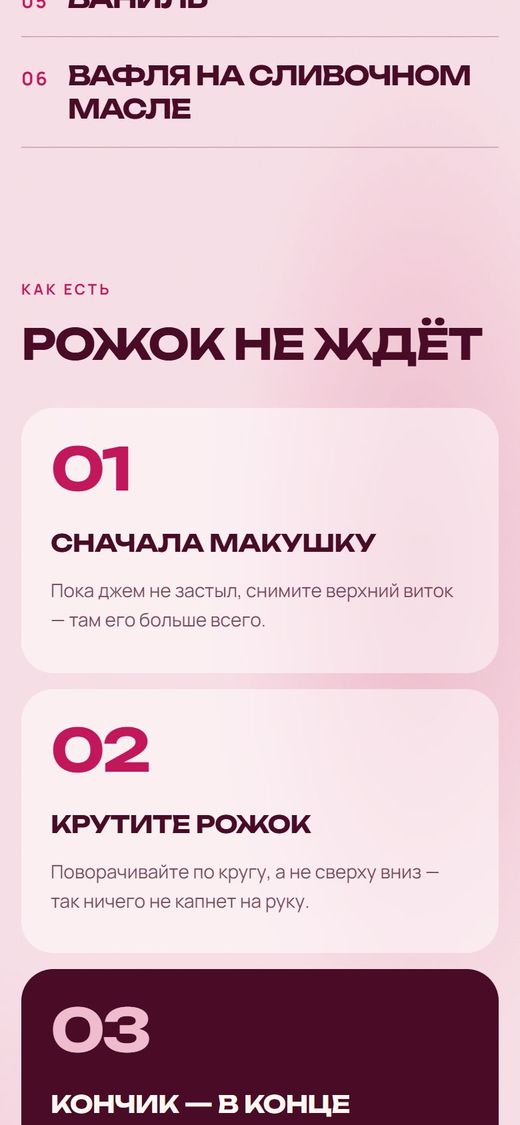 05 ВАНИЛЬ
06 ВАФЛЯ НА СЛИВОЧНОМ
МАСЛЕ
КАК ЕСТЬ
РОЖОК НЕ ЖДЁТ
01
СНАЧАЛА МАКУШКУ
Пока джем не застыл, снимите верхний виток
— там его больше всего.
02
КРУТИТЕ РОЖОК
Поворачивайте по кругу, а не сверху вниз —
так ничего не капнет на руку.
03
КОНЧИК — В КОНЦЕ